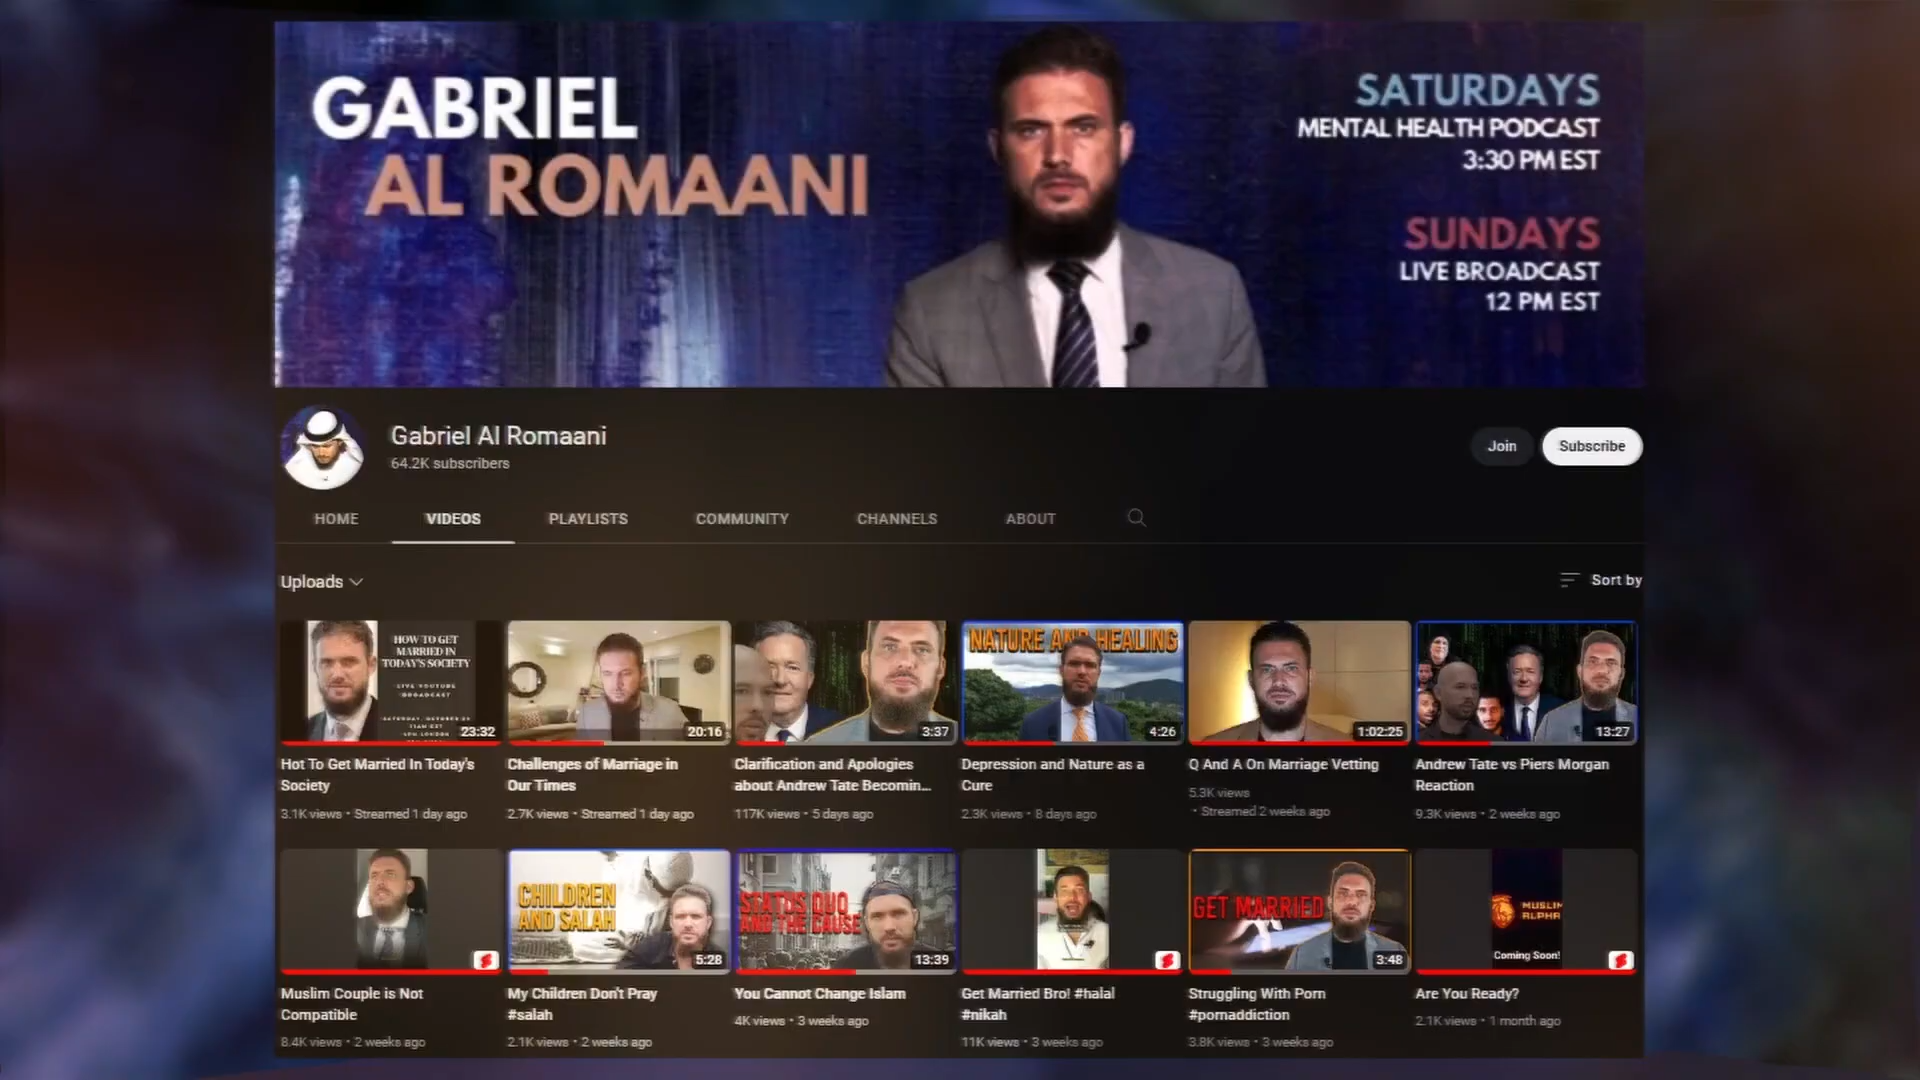 GABRIEL
AL ROMAANI
SATURDAYS
MENTAL HEALTH PODCAST
3:30 PM EST
SUNDAYS
LIVE BROADCAST
12 PM EST
Gabriel Al Romaani
64.2K subscribers
Join
Subscribe
HOME
VIDEOS
PLAYLISTS
COMMUNITY
CHANNELS
ABOUT
Uploads
Sort by
HOW TO GET
MARRIED IN
TODAY'S SOCIETY
LIVE YOUTUBE
BROADCAST
23:32
Hot To Get Married In Today's
Society
3.1K views • Streamed 1 day ago
20:16
Challenges of Marriage in
Our Times
2.7K views • Streamed 1 day ago
3:37
Clarification and Apologies
about Andrew Tate Becomin...
117K views • 5 days ago
NATURE AND HEALING
4:26
Depression and Nature as a
Cure
2.3K views • 8 days ago
1:02:25
Q And A On Marriage Vetting
5.3K views
• Streamed 2 weeks ago
13:27
Andrew Tate vs Piers Morgan
Reaction
9.3K views • 2 weeks ago
Muslim Couple is Not
Compatible
8.4K views • 2 weeks ago
CHILDREN
AND SALAH
5:28
My Children Don't Pray
#salah
2.1K views • 2 weeks ago
STATUS QUO
AND THE CAUSE
13:39
You Cannot Change Islam
4K views • 3 weeks ago
Get Married Bro! #halal
#nikah
11K views • 3 weeks ago
GET MARRIED
3:48
Struggling With Porn
#pornaddiction
3.8K views • 3 weeks ago
MUSLIM
ALPHA
Coming Soon!
Are You Ready?
2.1K views • 1 month ago